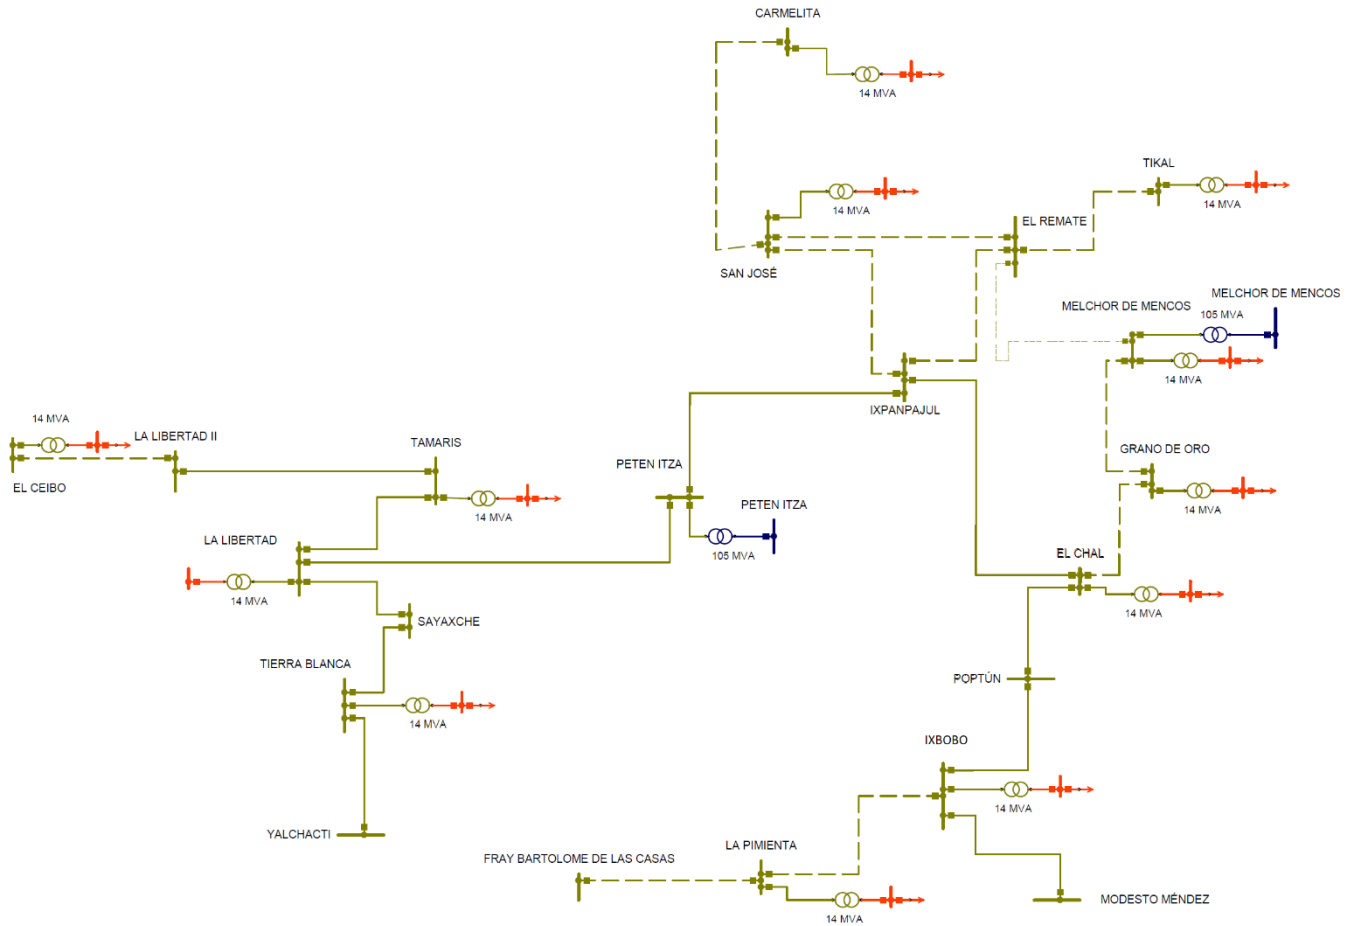 CARMELITA
14 MVA
TIKAL
14 MVA
14 MVA
EL REMATE
SAN JOSÉ
MELCHOR DE MENCOS
MELCHOR DE MENCOS
105 MVA
14 MVA
IXPANPAJUL
14 MVA
LA LIBERTAD II
TAMARIS
GRANO DE ORO
PETEN ITZA
EL CEIBO
14 MVA
PETEN ITZA
14 MVA
LA LIBERTAD
105 MVA
EL CHAL
14 MVA
14 MVA
SAYAXCHE
TIERRA BLANCA
POPTÚN
14 MVA
IXBOBO
14 MVA
YALCHACTI
LA PIMIENTA
FRAY BARTOLOME DE LAS CASAS
MODESTO MÉNDEZ
14 MVA